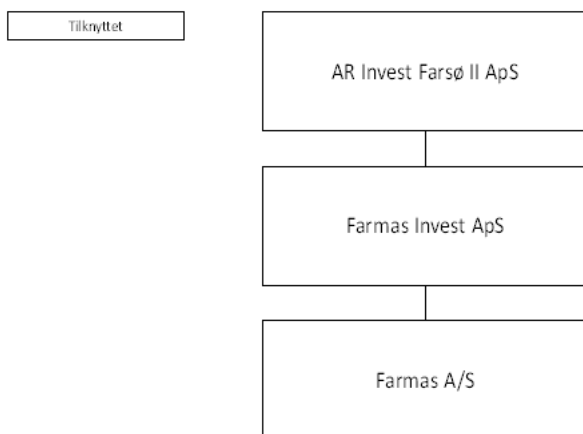 Tilknyttet
AR Invest Farsø II ApS
Farmas Invest ApS
Farmas A/S